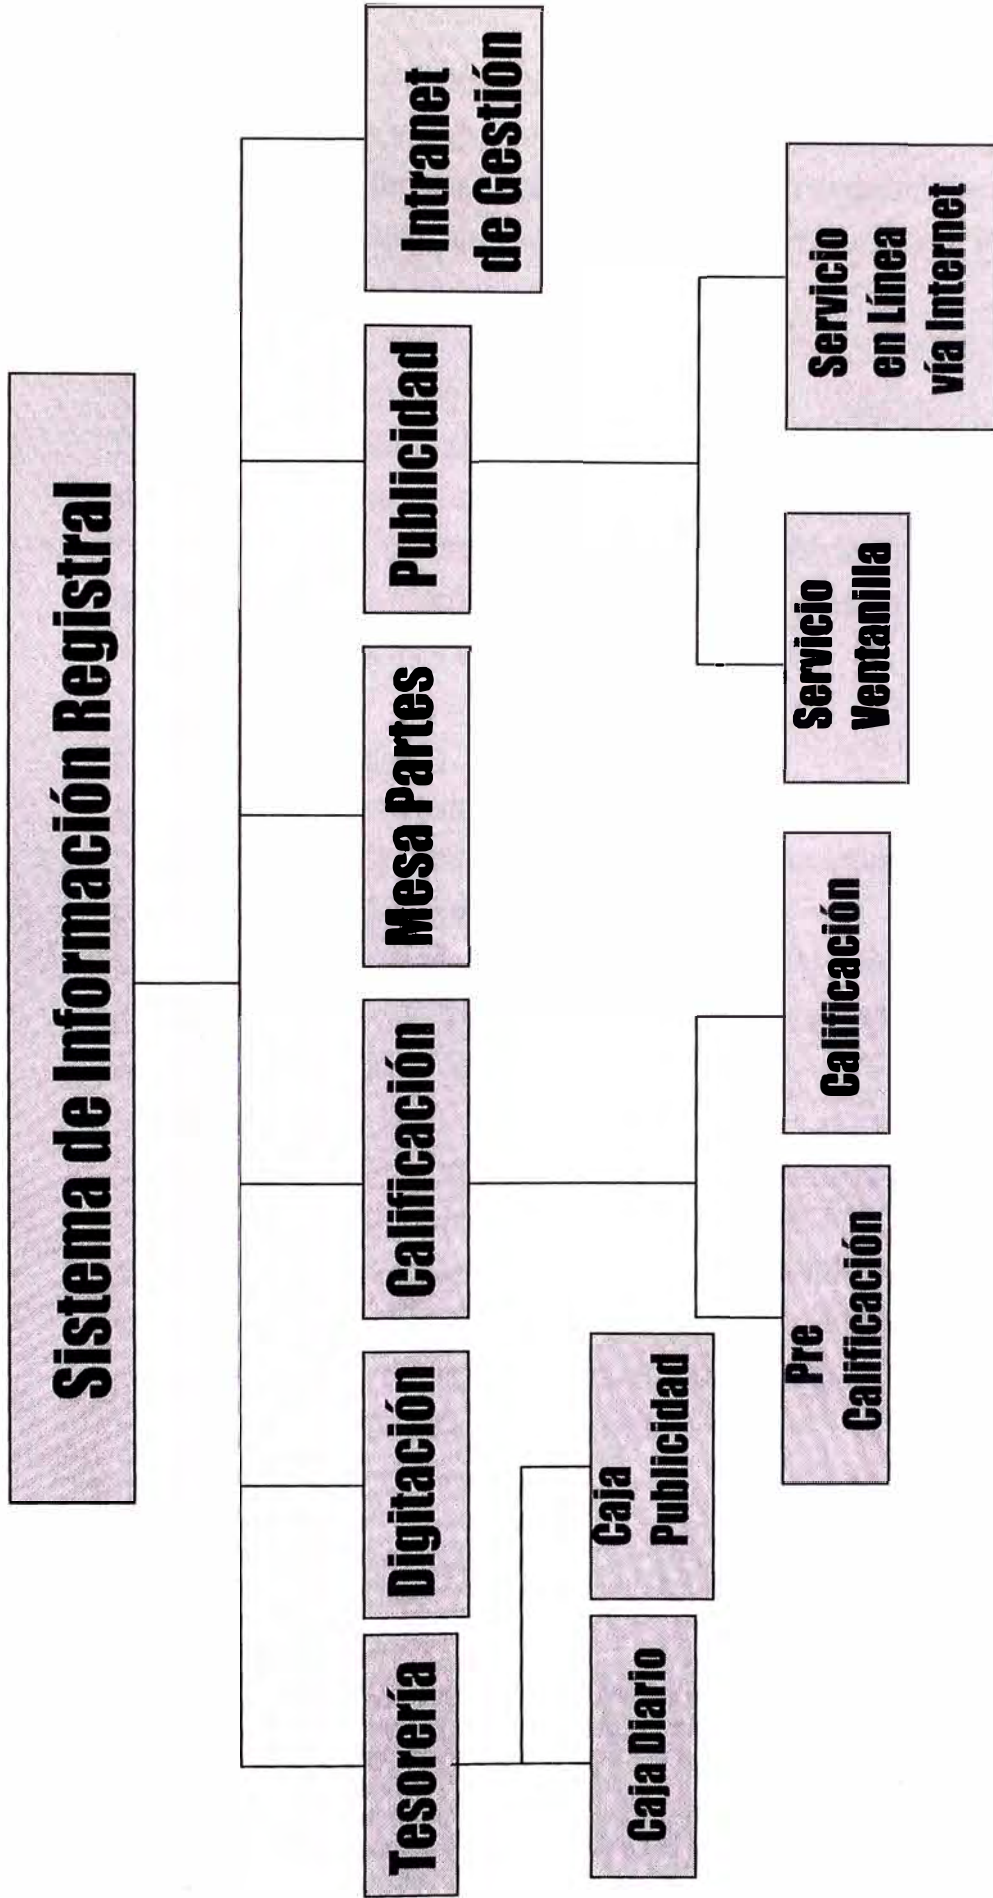 Sistema de Información Registral
Tesorería
Digitación
Calificación
Mesa Partes
Publicidad
Intranet
de Gestión
Caja Diario
Caja
Publicidad
Pre
Calificación
Calificación
Servicio
Ventanilla
Servicio
en Línea
vía Internet